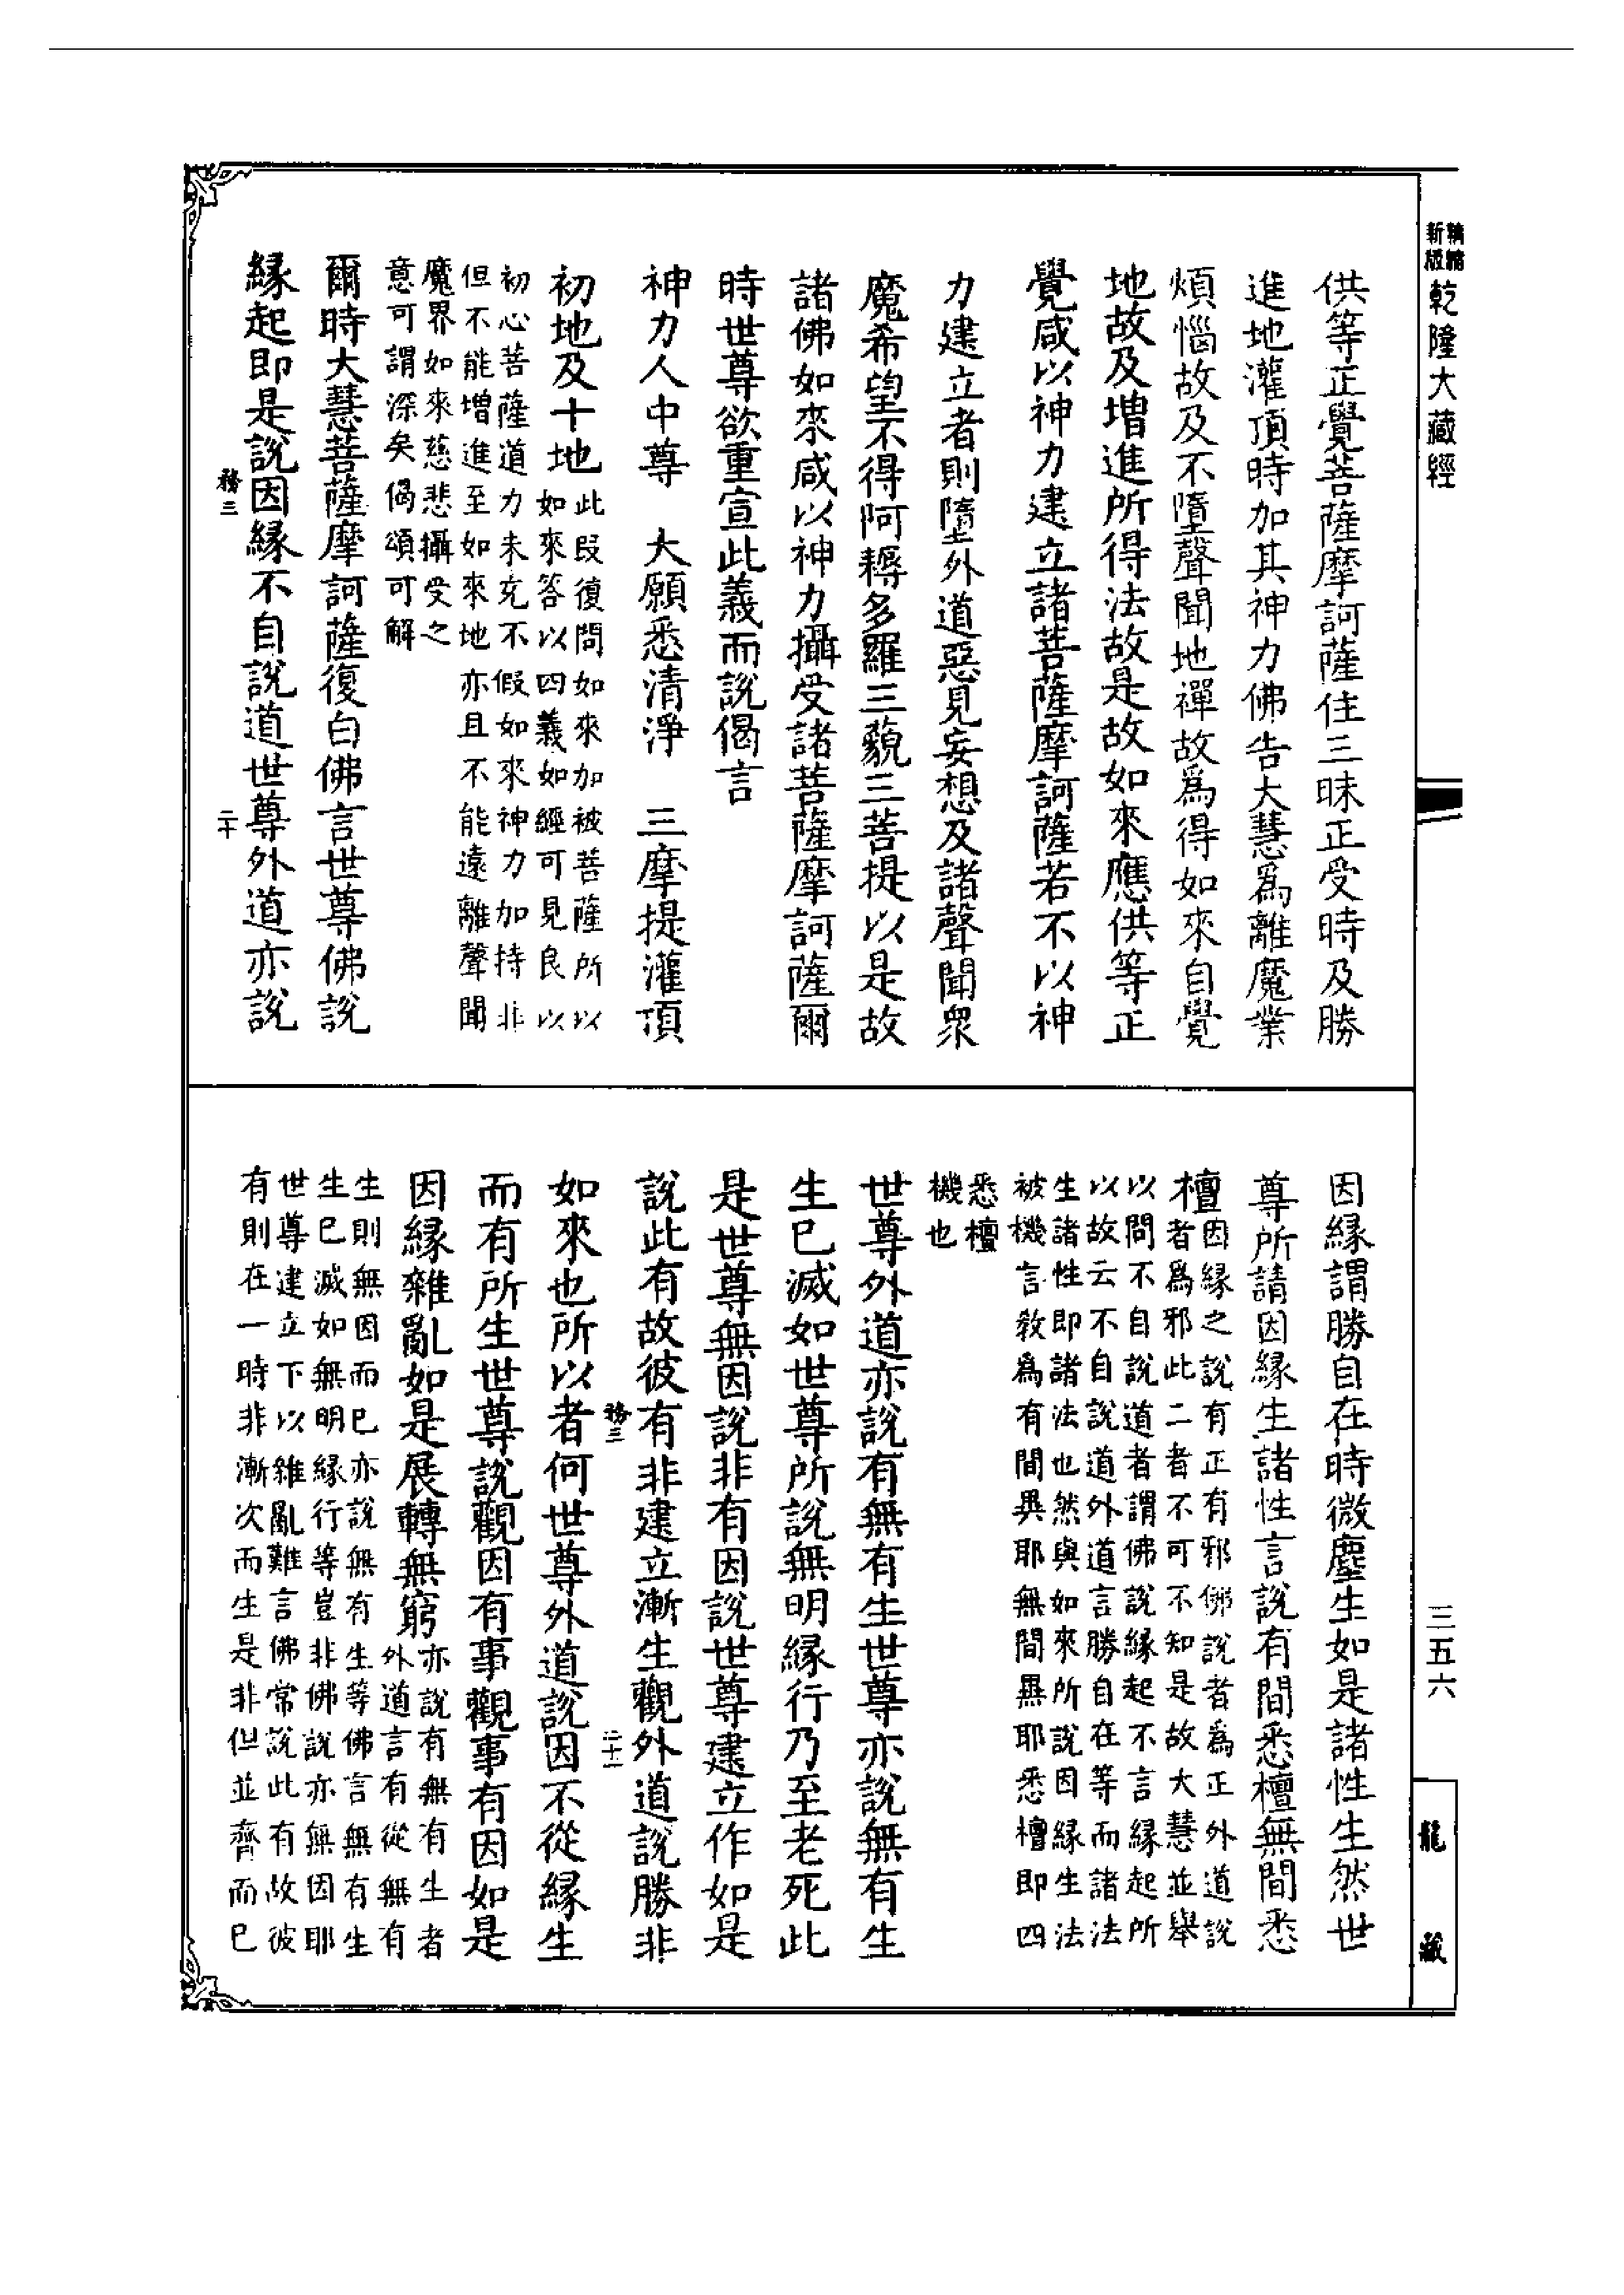 精縮
新版
乾隆大藏經
供等正覺菩薩摩訶薩住三昧正受時及勝
進地灌頂時加其神力佛告大慧爲離魔業
煩惱故及不墮聲聞地禪故爲得如來自覺
地故及增進所得法故是故如來應供等正
覺咸以神力建立諸菩薩摩訶薩若不以神
力建立者則墮外道惡見妄想及諸聲聞眾
魔希望不得阿耨多羅三藐三菩提以是故
諸佛如來咸以神力攝受諸菩薩摩訶薩爾
時世尊欲重宣此義而說偈言
神力人中尊　大願悉清淨　三摩提灌頂
初地及十地
此段復問如來加被菩薩所以
如來答以四義如經可見良以
初心菩薩道力未充不假如來神力加持非
但不能增進至如來地亦且不能遠離聲聞
魔界如來慈悲攝受之
意可謂深矣偈頌可解
爾時大慧菩薩摩訶薩復白佛言世尊佛說
緣起即是說因緣不自說道世尊外道亦說
務三
二十
因緣謂勝自在時微塵生如是諸性生然世
尊所請因緣生諸性言說有間悉檀無間悉
檀
因緣之說有正有邪佛說者爲正外道說
者爲邪此二者不可不知是故大慧並舉
以問不自說道者謂佛說緣起不言緣起所
以故云不自說道外道言勝自在等而諸法
生諸性即諸法也然與如來所說因緣生法
被機言教爲有間異耶無間異耶悉檀即四
悉檀
機也
世尊外道亦說有無有生世尊亦說無有生
生已滅如世尊所說無明緣行乃至老死此
是世尊無因說非有因說世尊建立作如是
說此有故彼有非建立漸生觀外道說勝非
務三
二十一
如來也所以者何世尊外道說因不從緣生
而有所生世尊說觀因有事觀事有因如是
因緣雜亂如是展轉無窮
亦說有無有生者
外道言有從無有
生則無因而已亦說無有生等佛言無有生
生已滅如無明緣行等豈非佛說亦無因耶
世尊建立下以雜亂難言佛常說此有故彼
有則在一時非漸次而生是非但並齊而已
三五六
龍藏